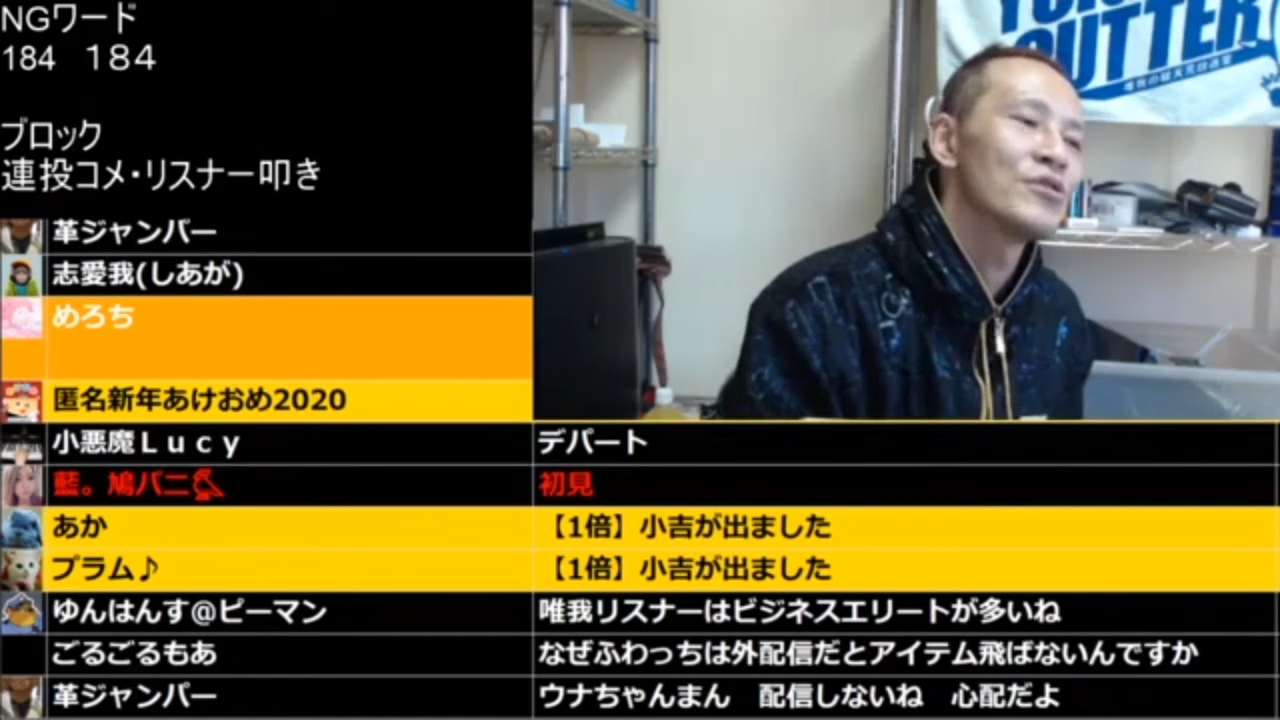 NGワード
184　１８４
ブロック
連投コメ・リスナー叩き
革ジャンパー
志愛我(しあが)
めろち
匿名新年あけおめ2020
小悪魔Ｌｕｃｙ デパート
藍。鳩バニ 初見
あか 【1倍】小吉が出ました
プラム♪ 【1倍】小吉が出ました
ゆんはんす＠ピーマン 唯我リスナーはビジネスエリートが多いね
ごるごるもあ なぜふわっちは外配信だとアイテム飛ばないんですか
革ジャンパー ウナちゃんまん　配信しないね　心配だよ
CUTTER